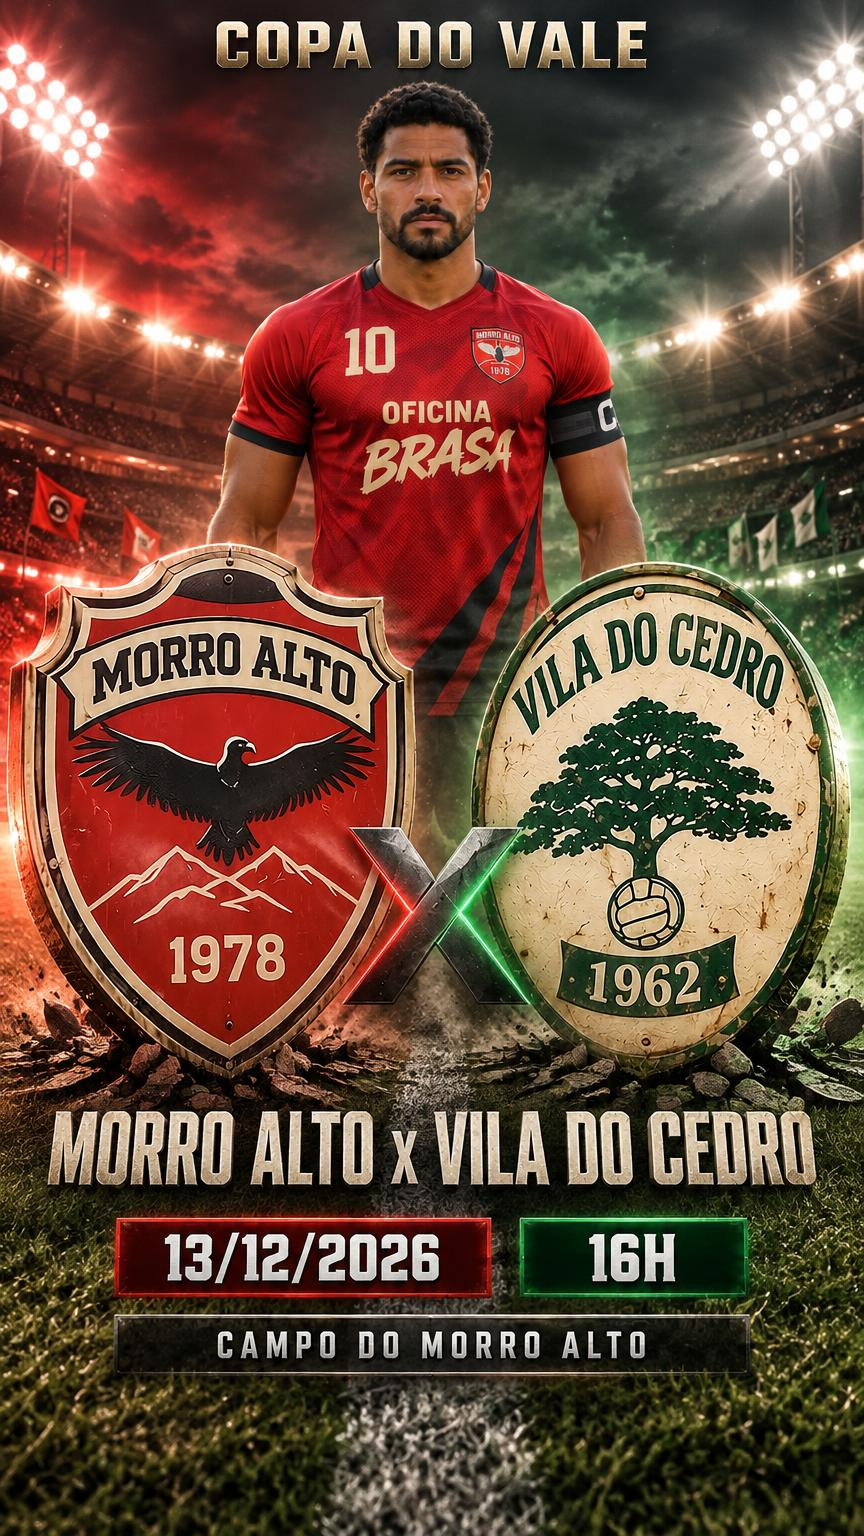 COPA DO VALE
10
MORRO ALTO
1978
OFICINA
BRASA
C
MORRO ALTO
1978
VILA DO CEDRO
1962
X
MORRO ALTO x VILA DO CEDRO
13/12/2026
16H
CAMPO DO MORRO ALTO